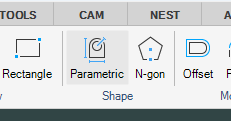 TOOLS CAM NEST
Rectangle Parametric N-gon Offset
Shape